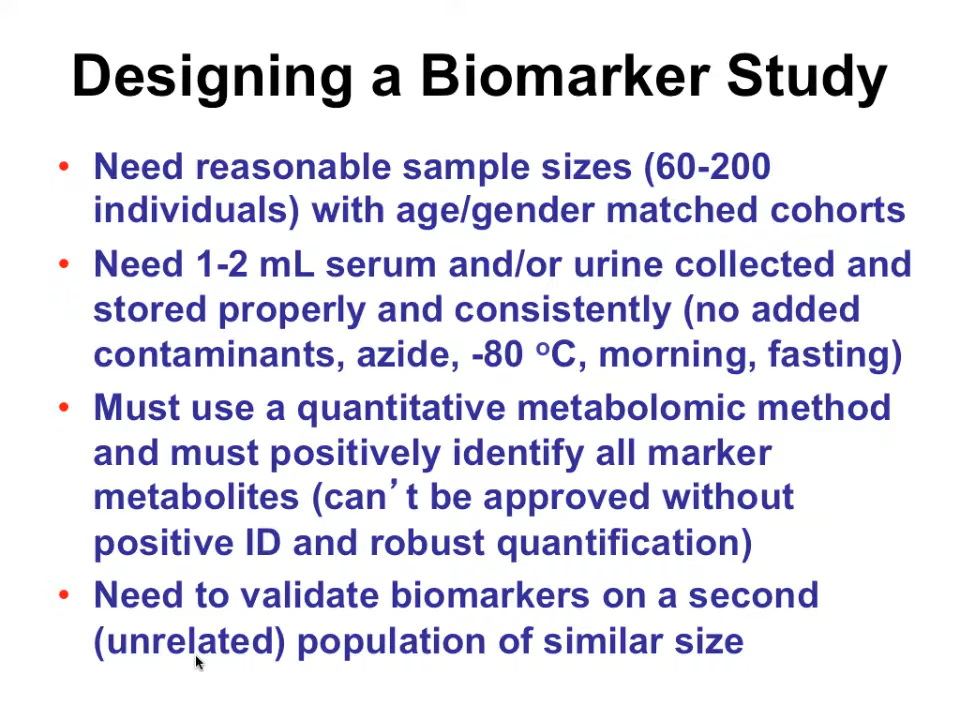 Designing a Biomarker Study
• Need reasonable sample sizes (60-200
individuals) with age/gender matched cohorts
• Need 1-2 mL serum and/or urine collected and
stored properly and consistently (no added
contaminants, azide, -80 ºC, morning, fasting)
• Must use a quantitative metabolomic method
and must positively identify all marker
metabolites (can’t be approved without
positive ID and robust quantification)
• Need to validate biomarkers on a second
(unrelated) population of similar size